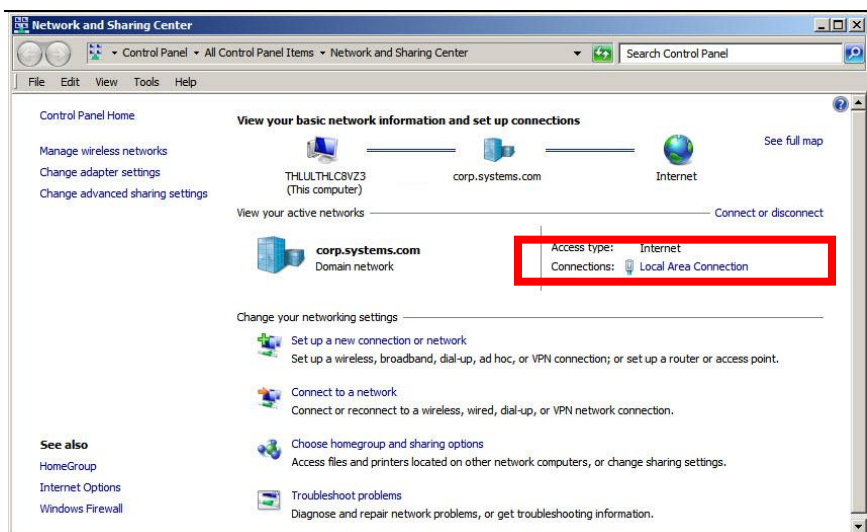 Network and Sharing Center
Control Panel All Control Panel Items Network and Sharing Center Search Control Panel
File Edit View Tools Help
Control Panel Home
Manage wireless networks
Change adapter settings
Change advanced sharing settings
View your basic network information and set up connections
See full map
THLULTHLC8VZ3
(This computer)
corp.systems.com
Internet
View your active networks
Connect or disconnect
corp.systems.com
Domain network
Access type: Internet
Connections: Local Area Connection
Change your networking settings
Set up a new connection or network
Set up a wireless, broadband, dial-up, ad hoc, or VPN connection; or set up a router or access point.
Connect to a network
Connect or reconnect to a wireless, wired, dial-up, or VPN network connection.
Choose homegroup and sharing options
Access files and printers located on other network computers, or change sharing settings.
Troubleshoot problems
Diagnose and repair network problems, or get troubleshooting information.
See also
HomeGroup
Internet Options
Windows Firewall